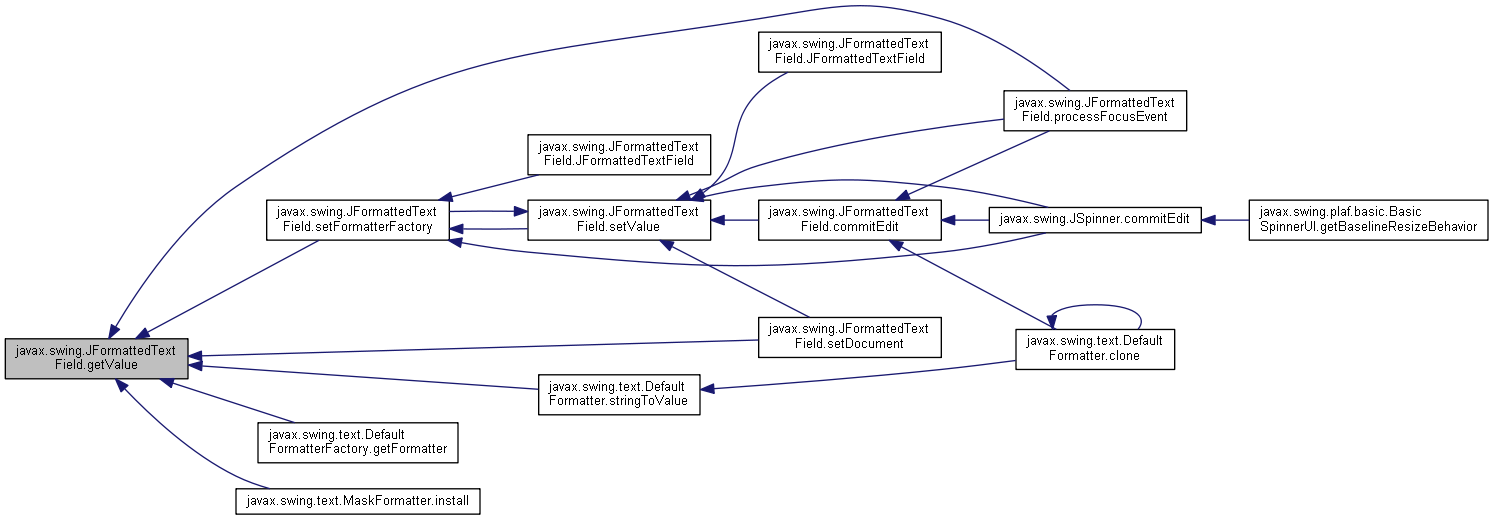 javax.swing.JFormattedText
Field.JFormattedTextField
javax.swing.JFormattedText
Field.processFocusEvent
javax.swing.JFormattedText
Field.JFormattedTextField
javax.swing.JFormattedText
Field.setFormatterFactory
javax.swing.JFormattedText
Field.setValue
javax.swing.JFormattedText
Field.commitEdit
javax.swing.JSpinner.commitEdit
javax.swing.plaf.basic.Basic
SpinnerUI.getBaselineResizeBehavior
javax.swing.JFormattedText
Field.getValue
javax.swing.JFormattedText
Field.setDocument
javax.swing.text.Default
Formatter.clone
javax.swing.text.Default
Formatter.stringToValue
javax.swing.text.Default
FormatterFactory.getFormatter
javax.swing.text.MaskFormatter.install